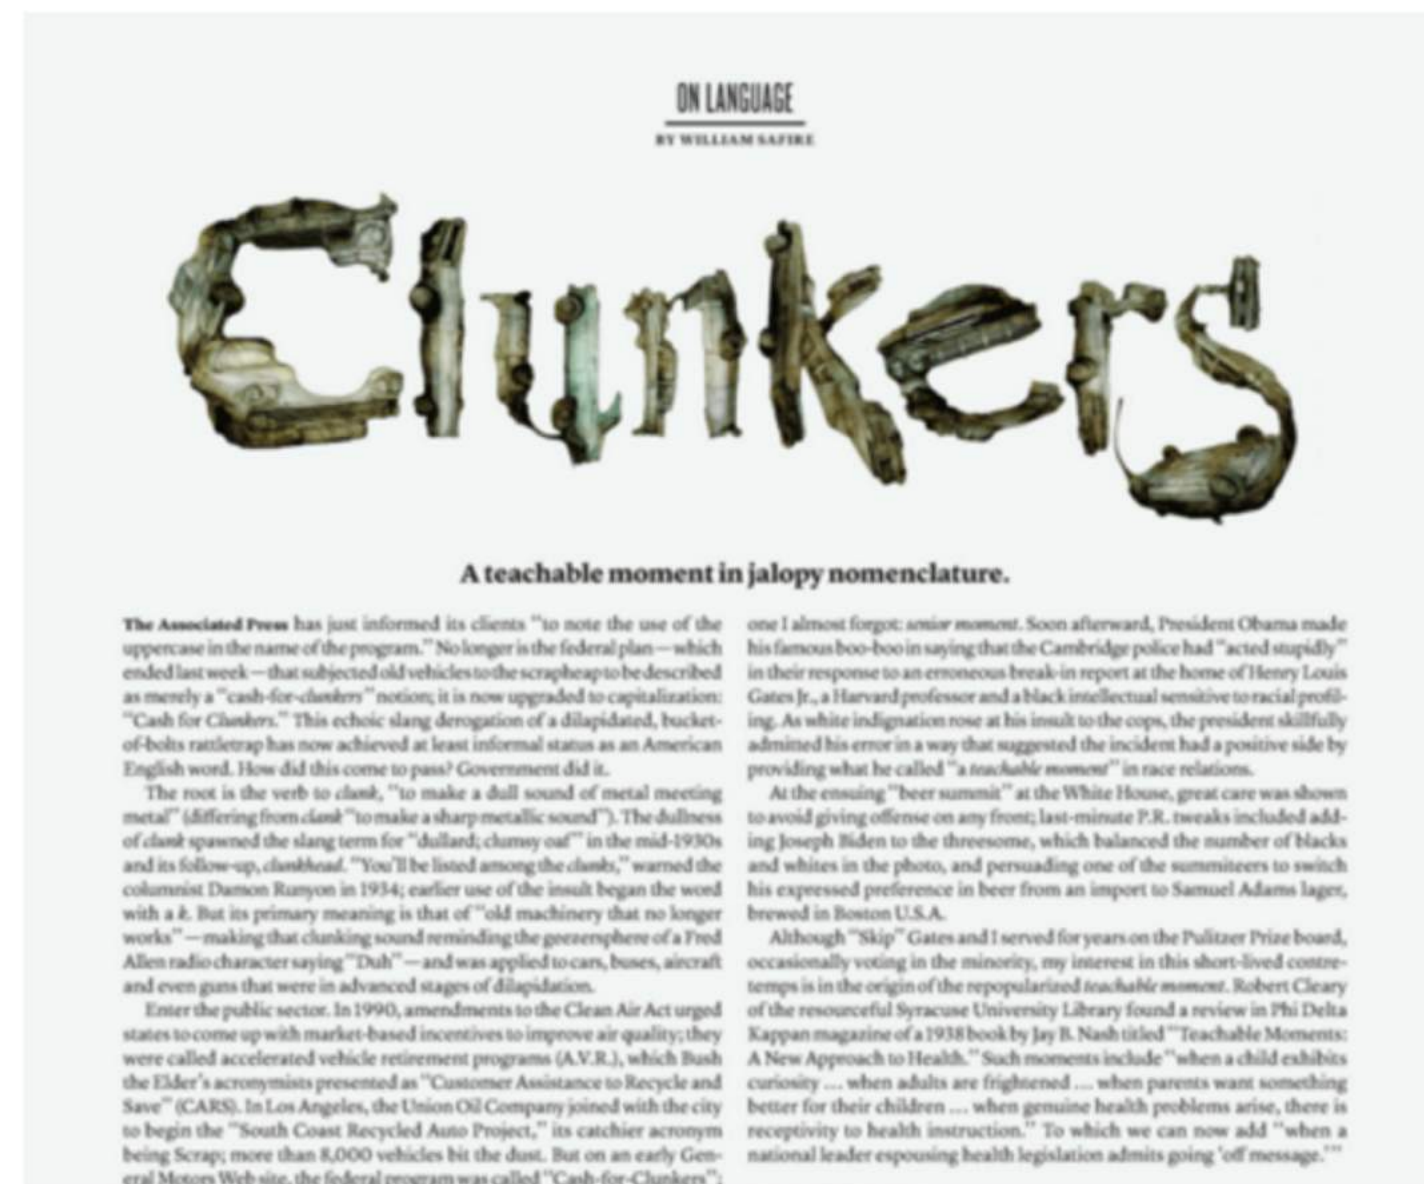 ON LANGUAGE
BY WILLIAM SAFIRE
Clunkers
A teachable moment in jalopy nomenclature.
The Associated Press has just informed its clients "to note the use of the
uppercase in the name of the program." No longer is the federal plan — which
ended last week — that subjected old vehicles to the scrapheap to be described
as merely a "cash-for-clunkers" notion; it is now upgraded to capitalization:
"Cash for Clunkers." This echoic slang derogation of a dilapidated, bucket-
of-bolts rattletrap has now achieved at least informal status as an American
English word. How did this come to pass? Government did it.
The root is the verb to clunk, "to make a dull sound of metal meeting
metal" (differing from clank "to make a sharp metallic sound"). The dullness
of clunk spawned the slang term for "dullard; clumsy oaf" in the mid-1930s
and its follow-up, clunkhead. "You'll be listed among the clunks," warned the
columnist Damon Runyon in 1934; earlier use of the insult began the word
with a k. But its primary meaning is that of "old machinery that no longer
works" — making that clunking sound reminding the geezersphere of a Fred
Allen radio character saying "Duh" — and was applied to cars, buses, aircraft
and even guns that were in advanced stages of dilapidation.
Enter the public sector. In 1990, amendments to the Clean Air Act urged
states to come up with market-based incentives to improve air quality; they
were called accelerated vehicle retirement programs (A.V.R.), which Bush
the Elder's acronymists presented as "Customer Assistance to Recycle and
Save" (CARS). In Los Angeles, the Union Oil Company joined with the city
to begin the "South Coast Recycled Auto Project," its catchier acronym
being Scrap; more than 8,000 vehicles bit the dust. But on an early Gen-
eral Motors Web site, the federal program was called "Cash-for-Clunkers";
one I almost forgot: senior moment. Soon afterward, President Obama made
his famous boo-boo in saying that the Cambridge police had "acted stupidly"
in their response to an erroneous break-in report at the home of Henry Louis
Gates Jr., a Harvard professor and a black intellectual sensitive to racial profil-
ing. As white indignation rose at his insult to the cops, the president skillfully
admitted his error in a way that suggested the incident had a positive side by
providing what he called "a teachable moment" in race relations.
At the ensuing "beer summit" at the White House, great care was shown
to avoid giving offense on any front; last-minute P.R. tweaks included add-
ing Joseph Biden to the threesome, which balanced the number of blacks
and whites in the photo, and persuading one of the summiteers to switch
his expressed preference in beer from an import to Samuel Adams lager,
brewed in Boston U.S.A.
Although "Skip" Gates and I served for years on the Pulitzer Prize board,
occasionally voting in the minority, my interest in this short-lived contre-
temps is in the origin of the repopularized teachable moment. Robert Cleary
of the resourceful Syracuse University Library found a review in Phi Delta
Kappan magazine of a 1938 book by Jay B. Nash titled "Teachable Moments:
A New Approach to Health." Such moments include "when a child exhibits
curiosity ... when adults are frightened ... when parents want something
better for their children ... when genuine health problems arise, there is
receptivity to health instruction." To which we can now add "when a
national leader espousing health legislation admits going 'off message.'"